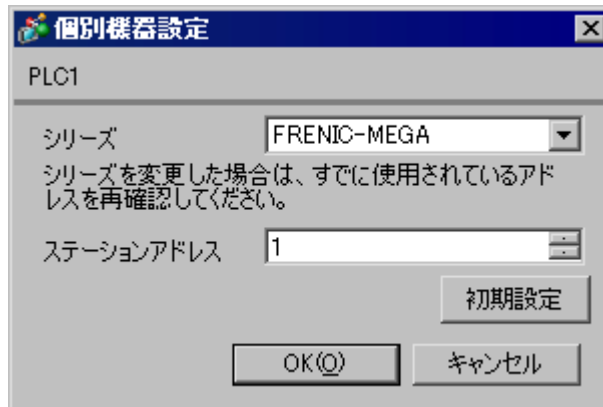 個別機器設定
PLC1
シリーズ FRENIC-MEGA
シリーズを変更した場合は、すでに使用されているアド
レスを再確認してください。
ステーションアドレス 1
初期設定
OK(O) キャンセル